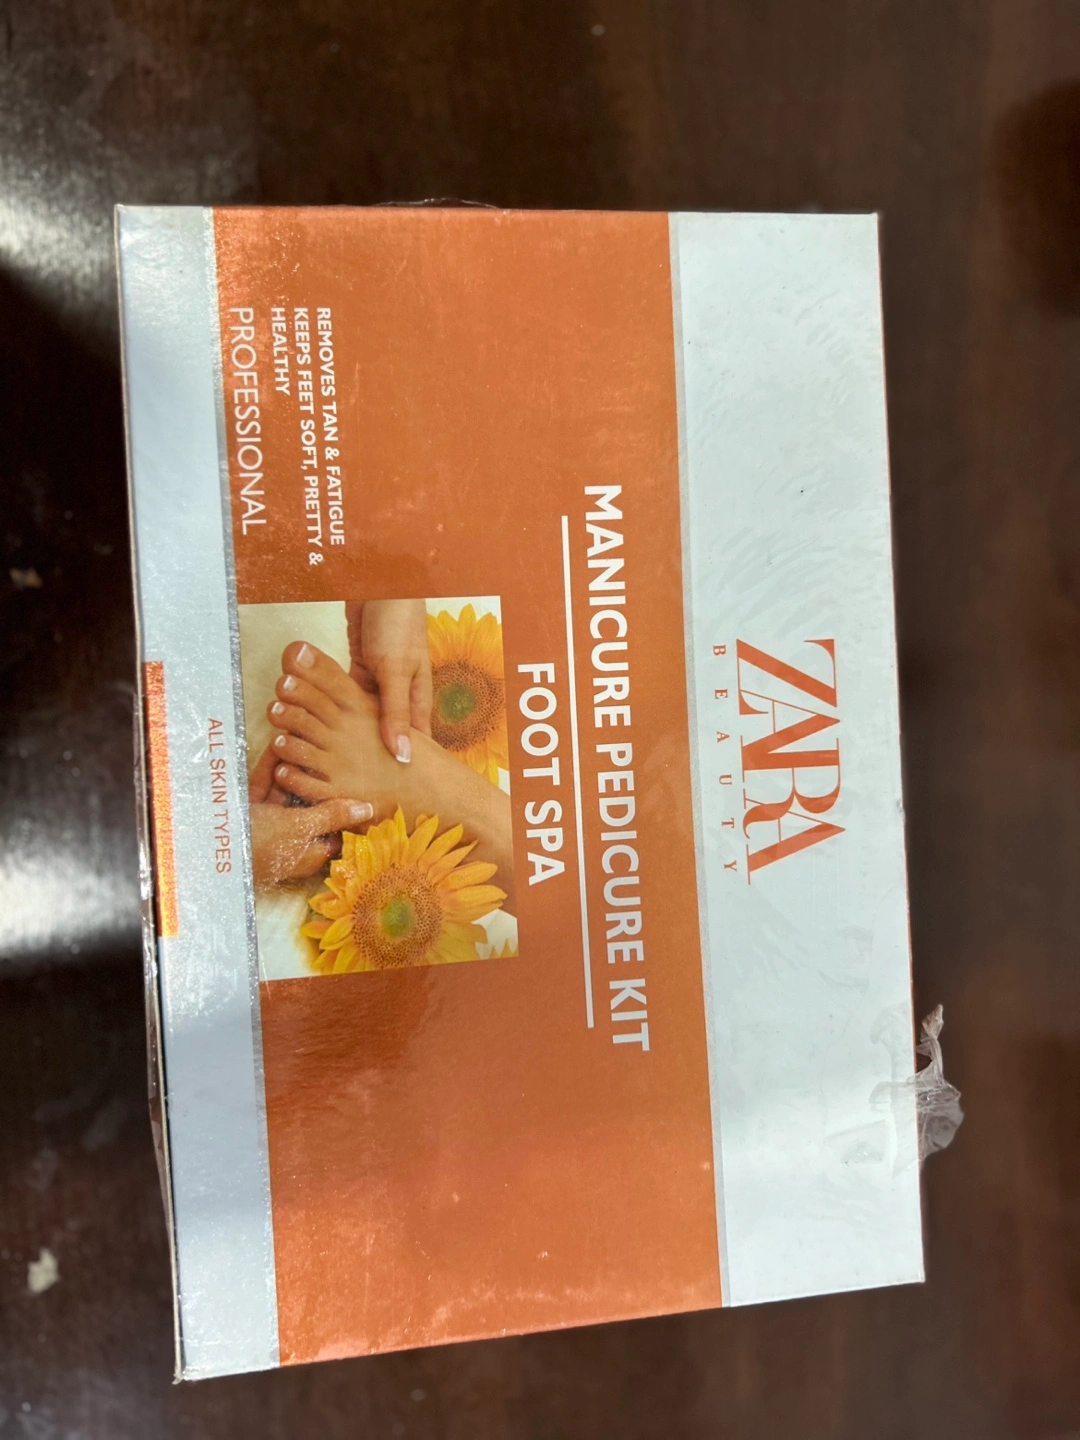 ZARA
BEAUTY
MANICURE PEDICURE KIT
FOOT SPA
REMOVES TAN & FATIGUE
KEEPS FEET SOFT, PRETTY &
HEALTHY
PROFESSIONAL
ALL SKIN TYPES